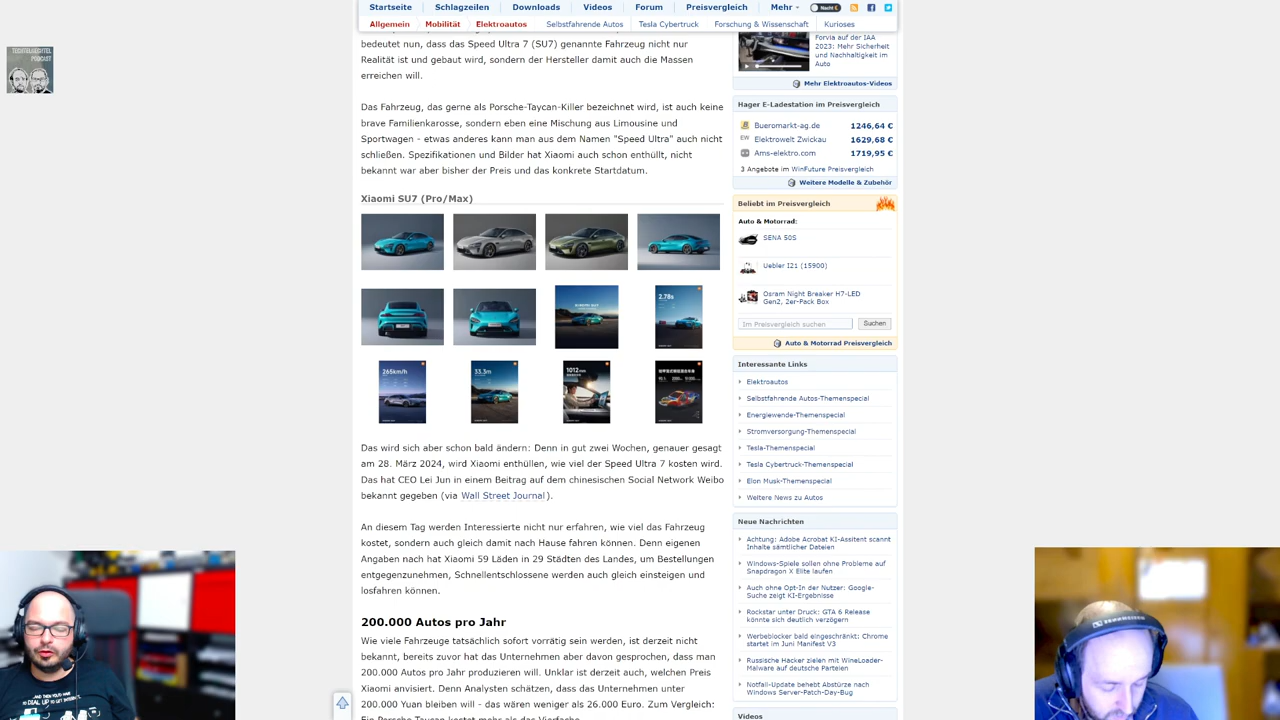 Startseite
Schlagzeilen
Downloads
Videos
Forum
Preisvergleich
Mehr
Nacht
Allgemein
Mobilität
Elektroautos
Selbstfahrende Autos
Tesla Cybertruck
Forschung & Wissenschaft
Kurioses
PODCAST
bedeutet nun, dass das Speed Ultra 7 (SU7) genannte Fahrzeug nicht nur
Realität ist und gebaut wird, sondern der Hersteller damit auch die Massen
erreichen will.
Das Fahrzeug, das gerne als Porsche-Taycan-Killer bezeichnet wird, ist auch keine
brave Familienkarosse, sondern eben eine Mischung aus Limousine und
Sportwagen - etwas anderes kann man aus dem Namen "Speed Ultra" auch nicht
schließen. Spezifikationen und Bilder hat Xiaomi auch schon enthüllt, nicht
bekannt war aber bisher der Preis und das konkrete Startdatum.
Xiaomi SU7 (Pro/Max)
XIAOMI SU7
2.78s
265km/h
33.3m
1012
Das wird sich aber schon bald ändern: Denn in gut zwei Wochen, genauer gesagt
am 28. März 2024, wird Xiaomi enthüllen, wie viel der Speed Ultra 7 kosten wird.
Das hat CEO Lei Jun in einem Beitrag auf dem chinesischen Social Network Weibo
bekannt gegeben (via Wall Street Journal).
An diesem Tag werden Interessierte nicht nur erfahren, wie viel das Fahrzeug
kostet, sondern auch gleich damit nach Hause fahren können. Denn eigenen
Angaben nach hat Xiaomi 59 Läden in 29 Städten des Landes, um Bestellungen
entgegenzunehmen, Schnellentschlossene werden auch gleich einsteigen und
losfahren können.
200.000 Autos pro Jahr
Wie viele Fahrzeuge tatsächlich sofort vorrätig sein werden, ist derzeit nicht
bekannt, bereits zuvor hat das Unternehmen aber davon gesprochen, dass man
200.000 Autos pro Jahr produzieren will. Unklar ist derzeit auch, welchen Preis
Xiaomi anvisiert. Denn Analysten schätzen, dass das Unternehmen unter
200.000 Yuan bleiben will - das wären weniger als 26.000 Euro. Zum Vergleich:
Ein Porsche Taycan kostet mehr als das Vierfache.
Forvia auf der IAA
2023: Mehr Sicherheit
und Nachhaltigkeit im
Auto
Mehr Elektroautos-Videos
Hager E-Ladestation im Preisvergleich
Bueromarkt-ag.de 1246,64 €
EW Elektrowelt Zwickau 1629,68 €
Ams-elektro.com 1719,95 €
3 Angebote im WinFuture Preisvergleich
Weitere Modelle & Zubehör
Beliebt im Preisvergleich
Auto & Motorrad:
SENA 50S
Uebler I21 (15900)
Osram Night Breaker H7-LED
Gen2, 2er-Pack Box
Im Preisvergleich suchen
Suchen
Auto & Motorrad Preisvergleich
Interessante Links
Elektroautos
Selbstfahrende Autos-Themenspecial
Energiewende-Themenspecial
Stromversorgung-Themenspecial
Tesla-Themenspecial
Tesla Cybertruck-Themenspecial
Elon Musk-Themenspecial
Weitere News zu Autos
Neue Nachrichten
Achtung: Adobe Acrobat KI-Assitent scannt
Inhalte sämtlicher Dateien
Windows-Spiele sollen ohne Probleme auf
Snapdragon X Elite laufen
Auch ohne Opt-In der Nutzer: Google-
Suche zeigt KI-Ergebnisse
Rockstar unter Druck: GTA 6 Release
könnte sich deutlich verzögern
Werbeblocker bald eingeschränkt: Chrome
startet im Juni Manifest V3
Russische Hacker zielen mit WineLoader-
Malware auf deutsche Parteien
Notfall-Update behebt Abstürze nach
Windows Server-Patch-Day-Bug
Videos